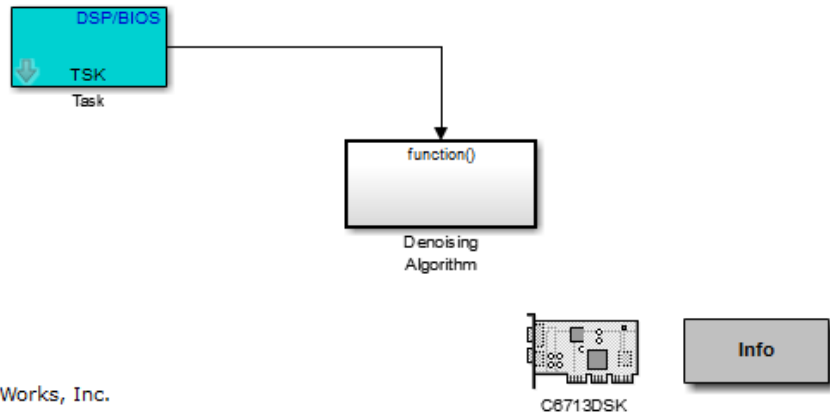 DSP/BIOS
TSK
Task
function()
Denoising
Algorithm
Info
C6713DSK
Works, Inc.